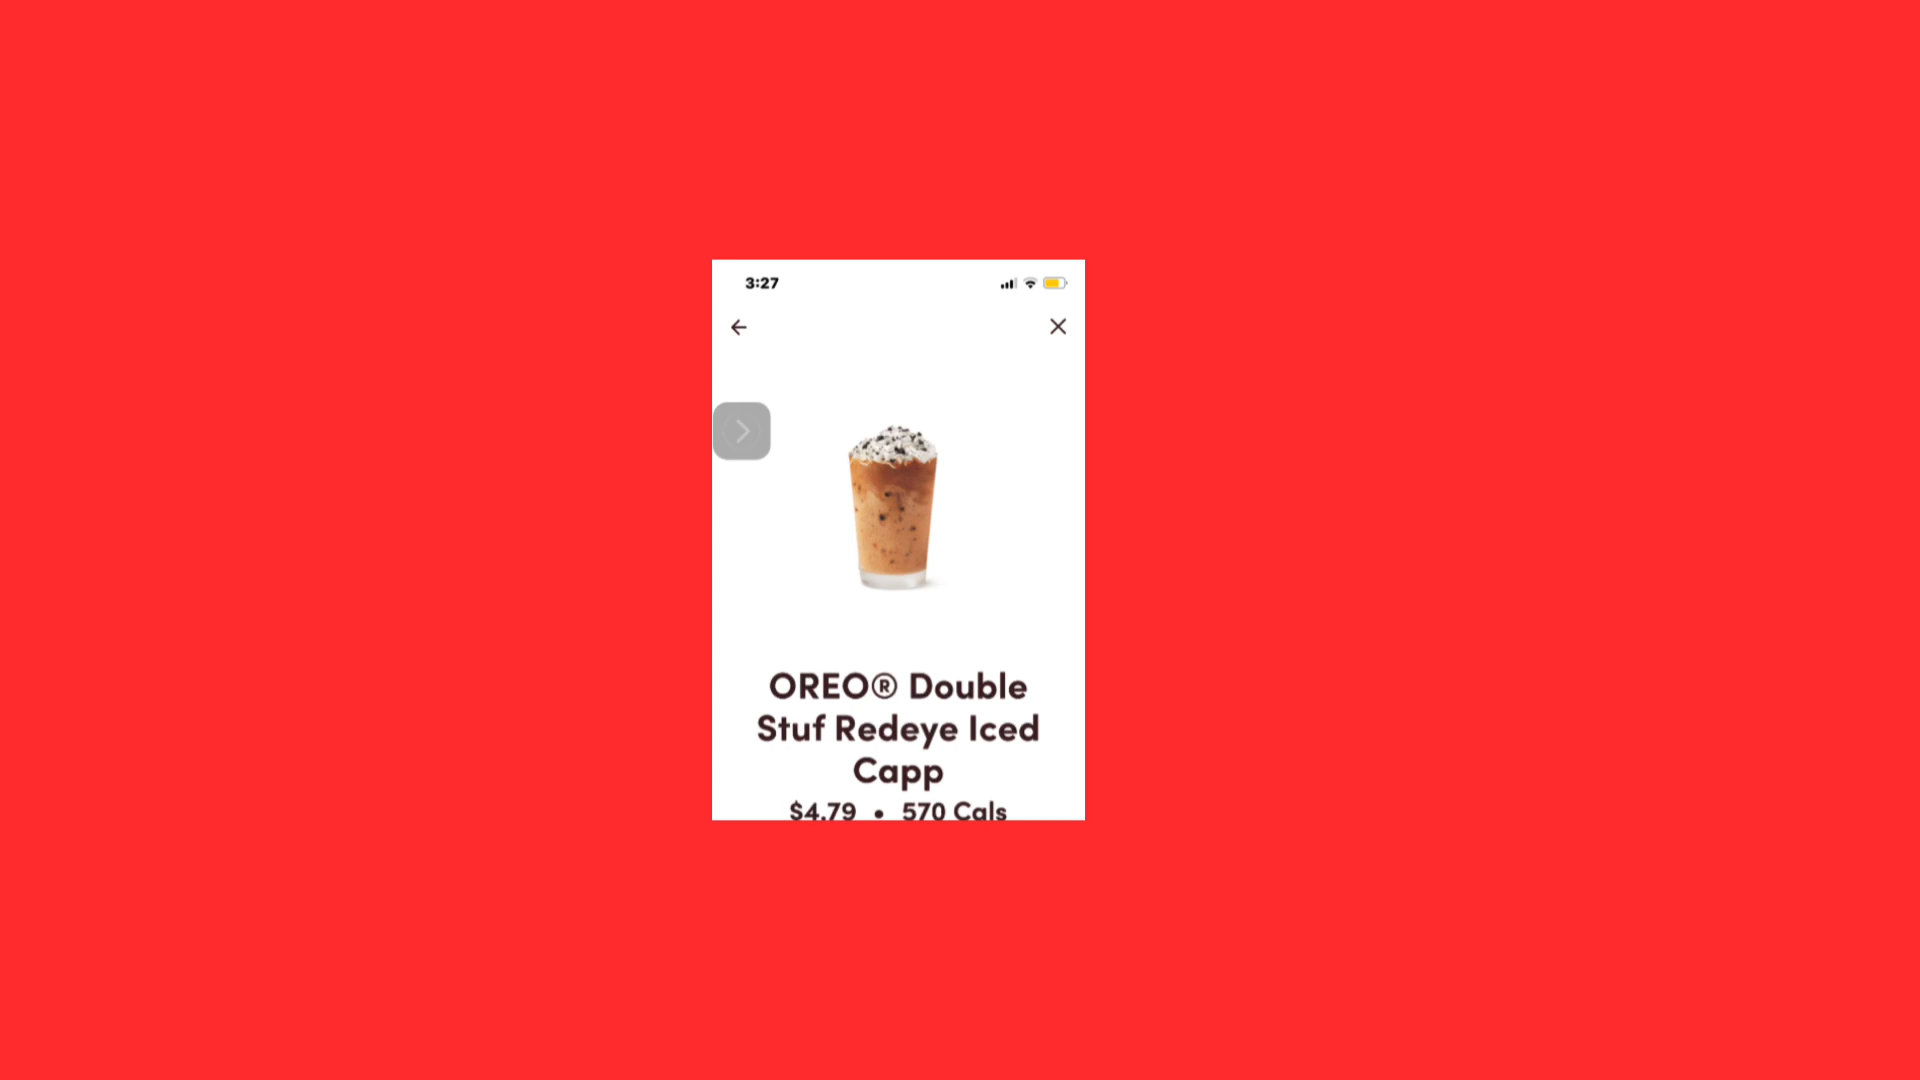 3:27
OREO® Double
Stuf Redeye Iced
Capp
$4.79 • 570 Cals